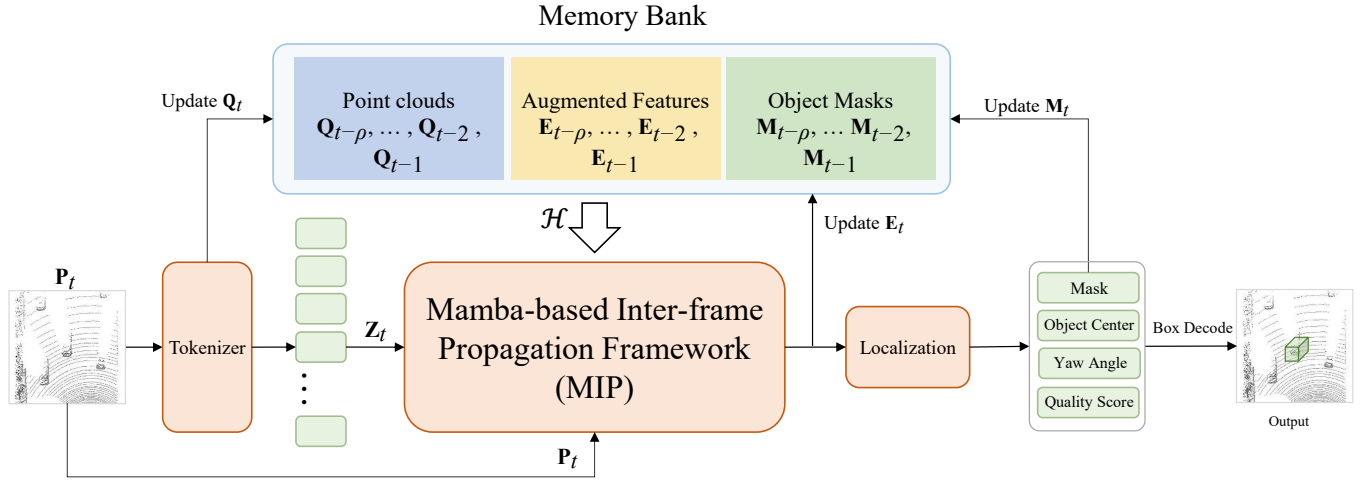 Memory Bank
Update Q_t
Point clouds
Q_{t−ρ}, … , Q_{t−2} ,
Q_{t−1}
Augmented Features
E_{t−ρ}, … , E_{t−2} ,
E_{t−1}
Object Masks
M_{t−ρ}, … M_{t−2},
M_{t−1}
Update M_t
ℋ
Update E_t
P_t
Tokenizer
Z_t
Mamba-based Inter-frame
Propagation Framework
(MIP)
Localization
Mask
Object Center
Yaw Angle
Quality Score
Box Decode
Output
P_t